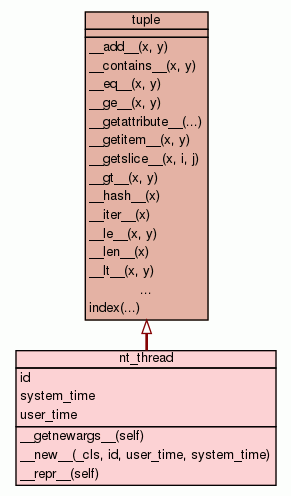 tuple
__add__(x, y)
__contains__(x, y)
__eq__(x, y)
__ge__(x, y)
__getattribute__(...)
__getitem__(x, y)
__getslice__(x, i, j)
__gt__(x, y)
__hash__(x)
__iter__(x)
__le__(x, y)
__len__(x)
__lt__(x, y)
...
index(...)
nt_thread
id
system_time
user_time
__getnewargs__(self)
__new__(_cls, id, user_time, system_time)
__repr__(self)